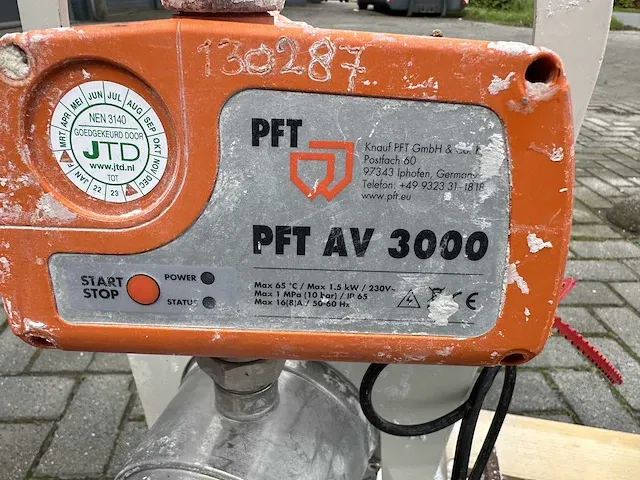 130287
NEN 3140
GOEDGEKEURD DOOR
JTD
www.jtd.nl
TOT
MRT APR MEI JUN JUL AUG SEP OKT NOV DEC
JAN
22 23
PFT
Knauf PFT GmbH & Co.
Postfach 60
97343 Iphofen, Germany
Telefon: +49 9323 31-1818
www.pft.eu
PFT AV 3000
START
STOP
POWER
STATUS
Max 65 °C / Max 1.5 kW / 230V~
Max 1 MPa (10 bar) / IP 65
Max 16(8)A / 50-60 Hz
CE